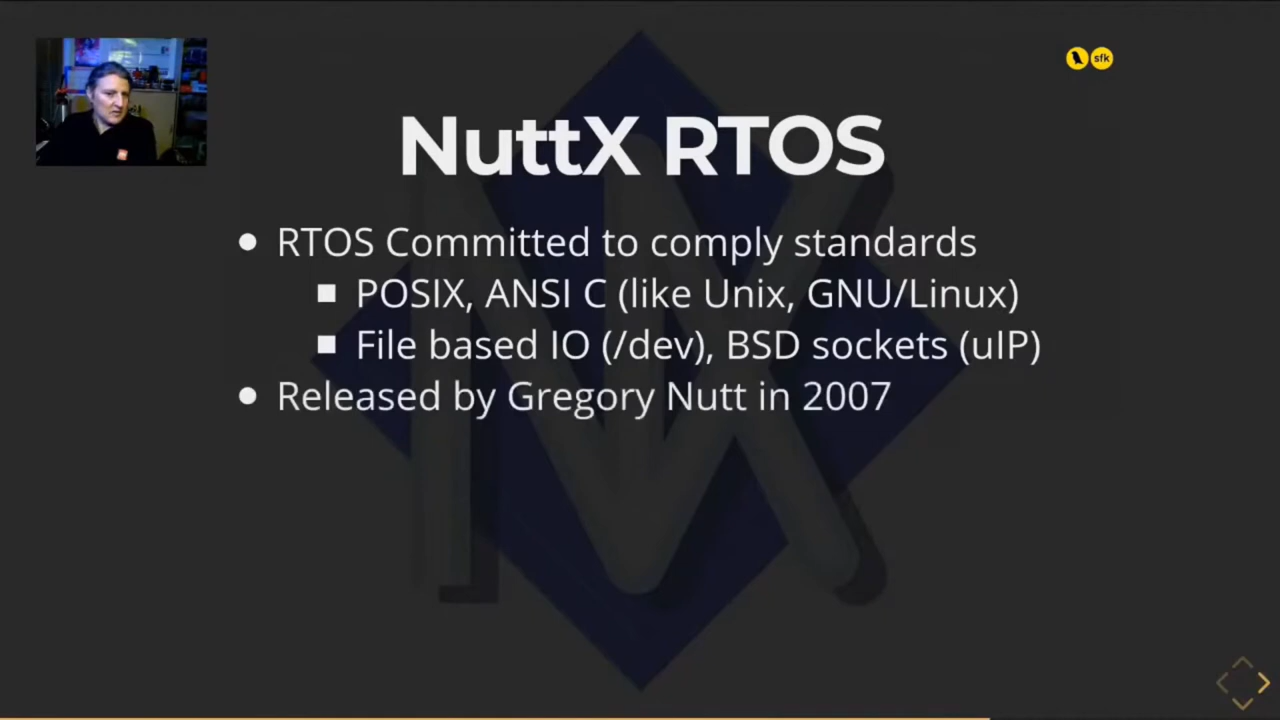 sfk
NuttX RTOS
RTOS Committed to comply standards
POSIX, ANSI C (like Unix, GNU/Linux)
File based IO (/dev), BSD sockets (uIP)
Released by Gregory Nutt in 2007